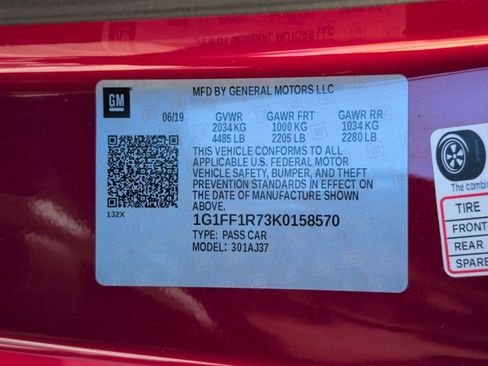 MFD BY GENERAL MOTORS LLC
GM
06/19
GVWR GAWR FRT GAWR RR
2034 KG 1000 KG 1034 KG
4485 LB 2205 LB 2280 LB
THIS VEHICLE CONFORMS TO ALL
APPLICABLE U.S. FEDERAL MOTOR
VEHICLE SAFETY, BUMPER, AND THEFT
PREVENTION STANDARDS IN EFFECT ON
THE DATE OF MANUFACTURE SHOWN
ABOVE.
132X
1G1FF1R73K0158570
TYPE: PASS CAR
MODEL: 301AJ37
The combin
TIRE
FRONT
REAR
SPARE